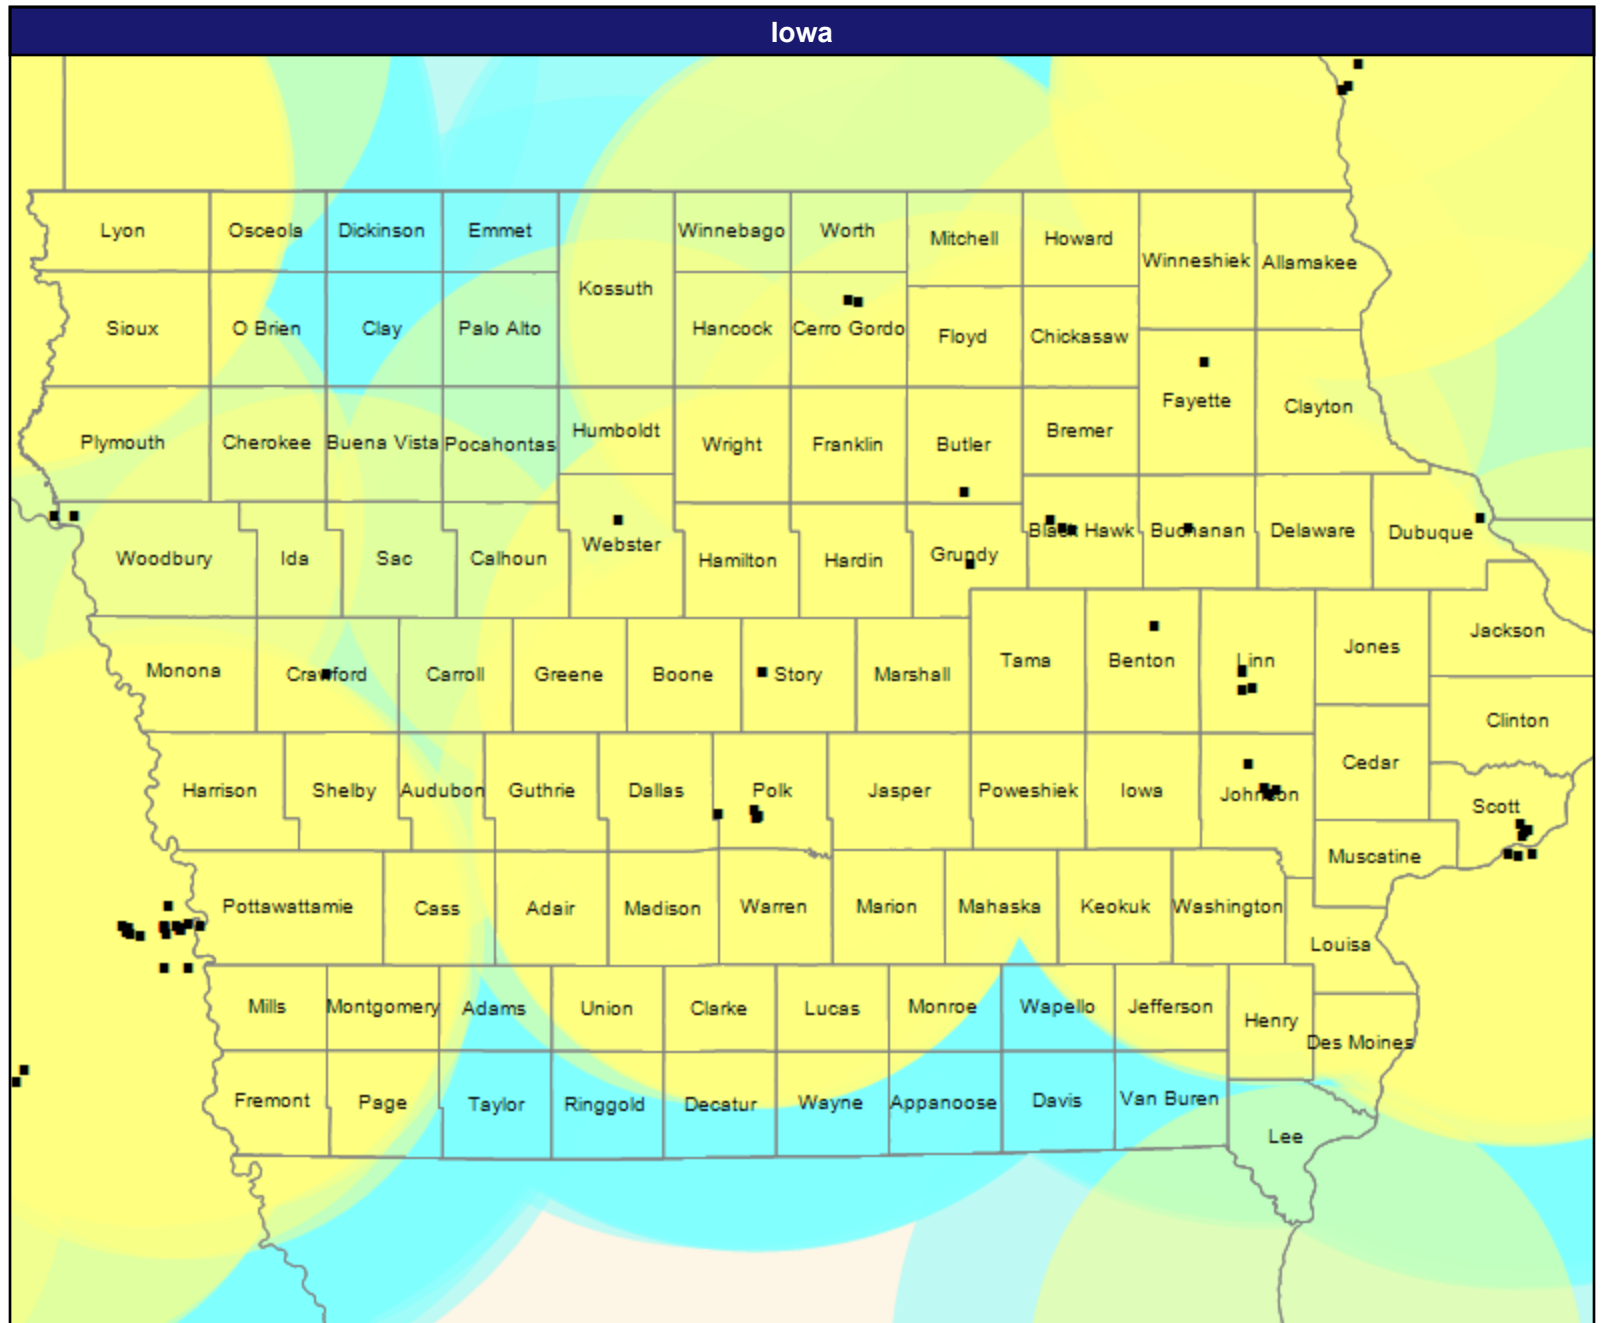 Iowa
Lyon
Osceola
Dickinson
Emmet
Winnebago
Worth
Mitchell
Howard
Winneshiek
Allamakee
Kossuth
Sioux
O Brien
Clay
Palo Alto
Hancock
Cerro Gordo
Floyd
Chickasaw
Fayette
Clayton
Plymouth
Cherokee
Buena Vista
Pocahontas
Humboldt
Wright
Franklin
Butler
Bremer
Woodbury
Ida
Sac
Calhoun
Webster
Hamilton
Hardin
Grundy
Black Hawk
Buchanan
Delaware
Dubuque
Monona
Crawford
Carroll
Greene
Boone
Story
Marshall
Tama
Benton
Linn
Jones
Jackson
Clinton
Harrison
Shelby
Audubon
Guthrie
Dallas
Polk
Jasper
Poweshiek
Iowa
Johnson
Cedar
Scott
Muscatine
Pottawattamie
Cass
Adair
Madison
Warren
Marion
Mahaska
Keokuk
Washington
Louisa
Mills
Montgomery
Adams
Union
Clarke
Lucas
Monroe
Wapello
Jefferson
Henry
Des Moines
Fremont
Page
Taylor
Ringgold
Decatur
Wayne
Appanoose
Davis
Van Buren
Lee